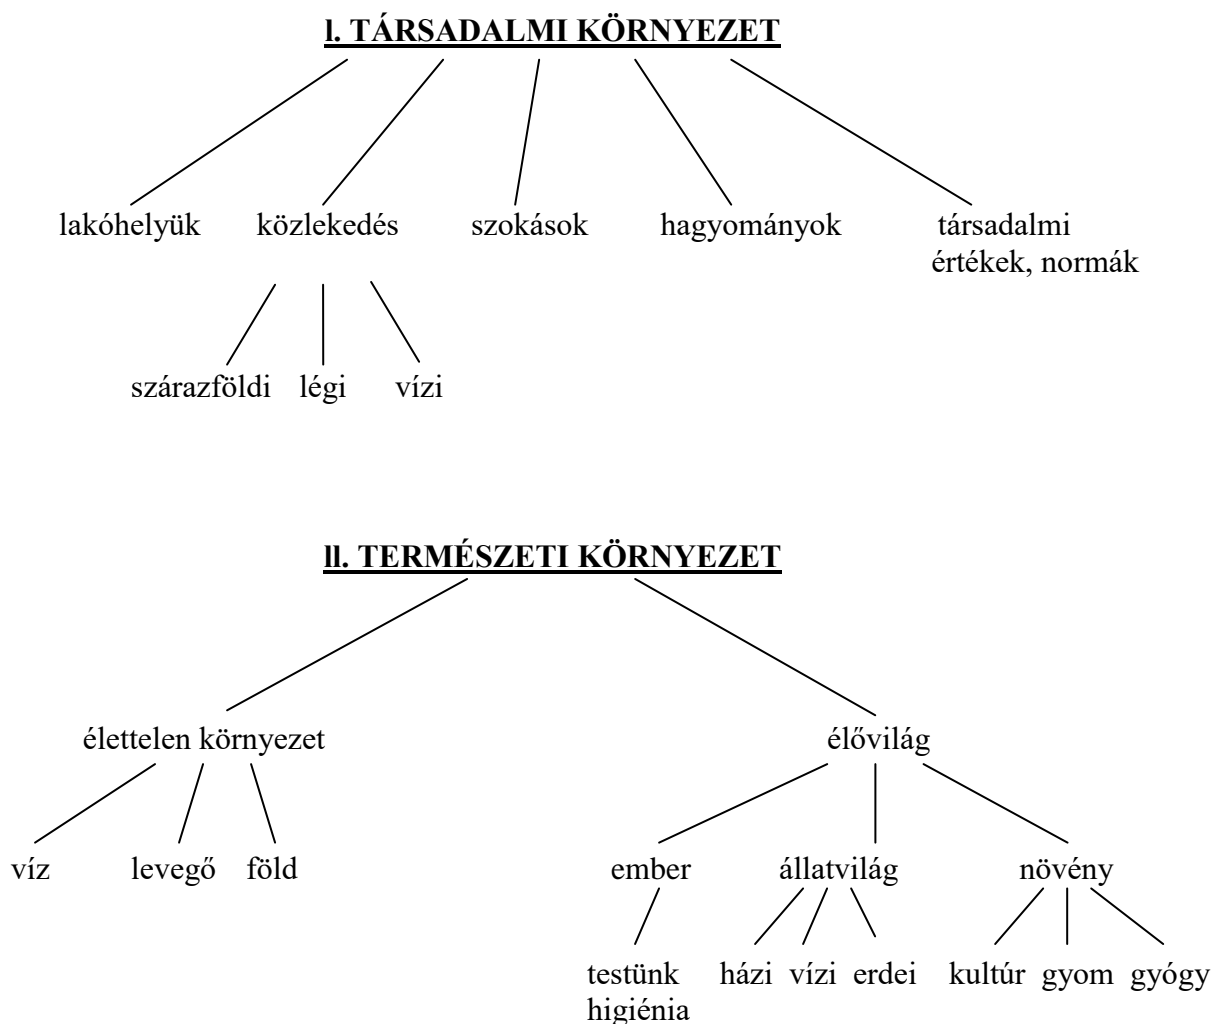 l. TÁRSADALMI KÖRNYEZET
lakóhelyük közlekedés szokások hagyományok társadalmi
értékek, normák
szárazföldi légi vízi
ll. TERMÉSZETI KÖRNYEZET
élettelen környezet élővilág
víz levegő föld ember állatvilág növény
testünk házi vízi erdei kultúr gyom gyógy
higiénia